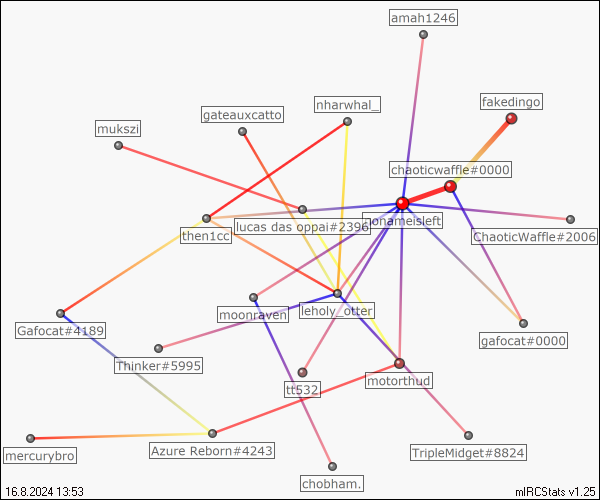 amah1246
fakedingo
nharwhal_
gateauxcatto
mukszi
chaoticwaffle#0000
nonameisleft
lucas das oppai#2396
then1cc
ChaoticWaffle#2006
moonraven
leholy_otter
Gafocat#4189
gafocat#0000
Thinker#5995
motorthud
tt532
Azure Reborn#4243
TripleMidget#8824
mercurybro
chobham.
16.8.2024 13:53
mIRCStats v1.25